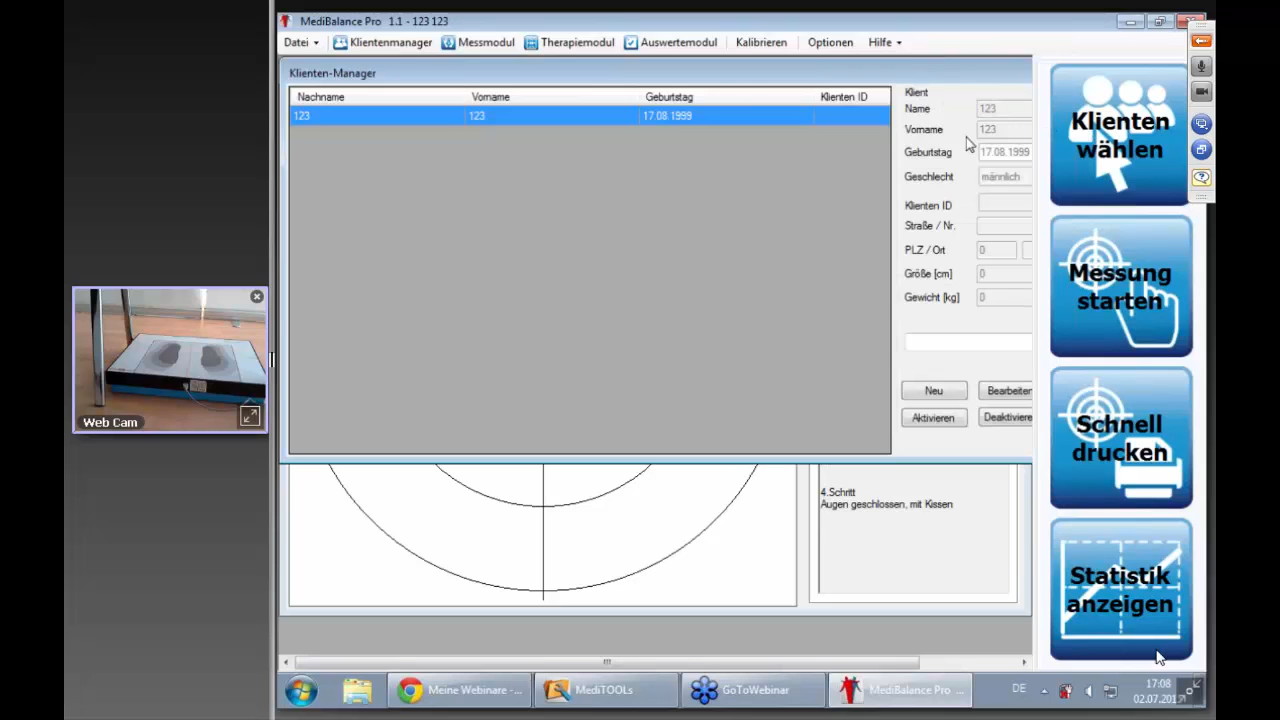 MediBalance Pro 1.1 - 123 123
Datei Klientenmanager Messmodul Therapiemodul Auswertemodul Kalibrieren Optionen Hilfe
Klienten-Manager
Nachname Vorname Geburtstag Klienten ID
123 123 17.08.1999
Klient
Name 123
Vorname 123
Geburtstag 17.08.1999
Geschlecht männlich
Klienten ID
Straße / Nr.
PLZ / Ort 0
Größe [cm] 0
Gewicht [kg] 0
Neu Bearbeiten
Aktivieren Deaktiviere
4.Schritt
Augen geschlossen, mit Kissen
Klienten
wählen
Messung
starten
Schnell
drucken
Statistik
anzeigen
Web Cam
Meine Webinare - ... MediTOOLs GoToWebinar MediBalance Pro ... DE 17:08
02.07.201